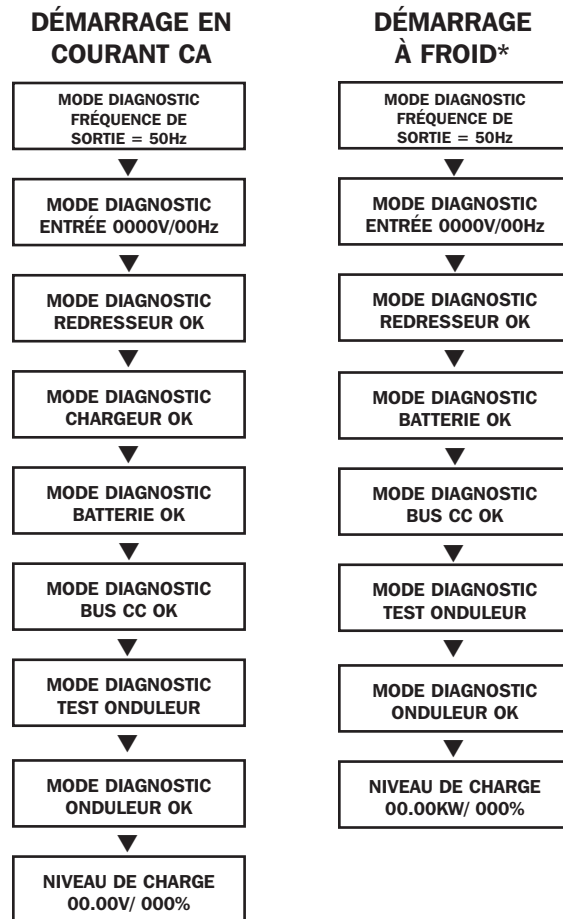 DÉMARRAGE EN
COURANT CA
MODE DIAGNOSTIC
FRÉQUENCE DE
SORTIE = 50Hz
MODE DIAGNOSTIC
ENTRÉE 0000V/00Hz
MODE DIAGNOSTIC
REDRESSEUR OK
MODE DIAGNOSTIC
CHARGEUR OK
MODE DIAGNOSTIC
BATTERIE OK
MODE DIAGNOSTIC
BUS CC OK
MODE DIAGNOSTIC
TEST ONDULEUR
MODE DIAGNOSTIC
ONDULEUR OK
NIVEAU DE CHARGE
00.00V/ 000%
DÉMARRAGE
À FROID*
MODE DIAGNOSTIC
FRÉQUENCE DE
SORTIE = 50Hz
MODE DIAGNOSTIC
ENTRÉE 0000V/00Hz
MODE DIAGNOSTIC
REDRESSEUR OK
MODE DIAGNOSTIC
BATTERIE OK
MODE DIAGNOSTIC
BUS CC OK
MODE DIAGNOSTIC
TEST ONDULEUR
MODE DIAGNOSTIC
ONDULEUR OK
NIVEAU DE CHARGE
00.00KW/ 000%